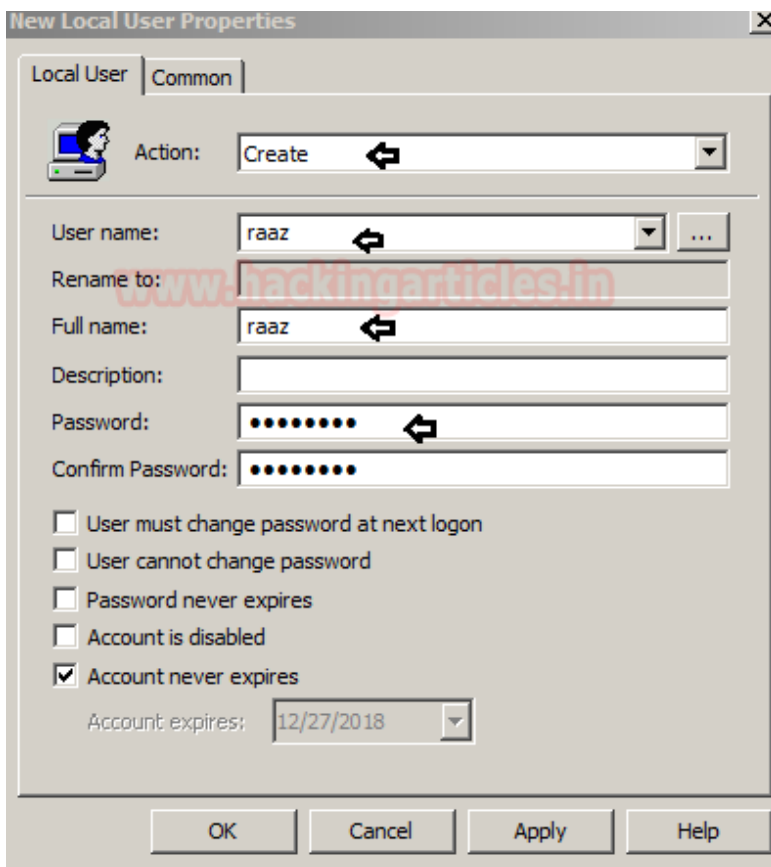 New Local User Properties
Local User Common
Action: Create
User name: raaz ...
Rename to:
www.hackingarticles.in
Full name: raaz
Description:
Password: ●●●●●●●●
Confirm Password: ●●●●●●●●
User must change password at next logon
User cannot change password
Password never expires
Account is disabled
Account never expires
Account expires: 12/27/2018
OK Cancel Apply Help